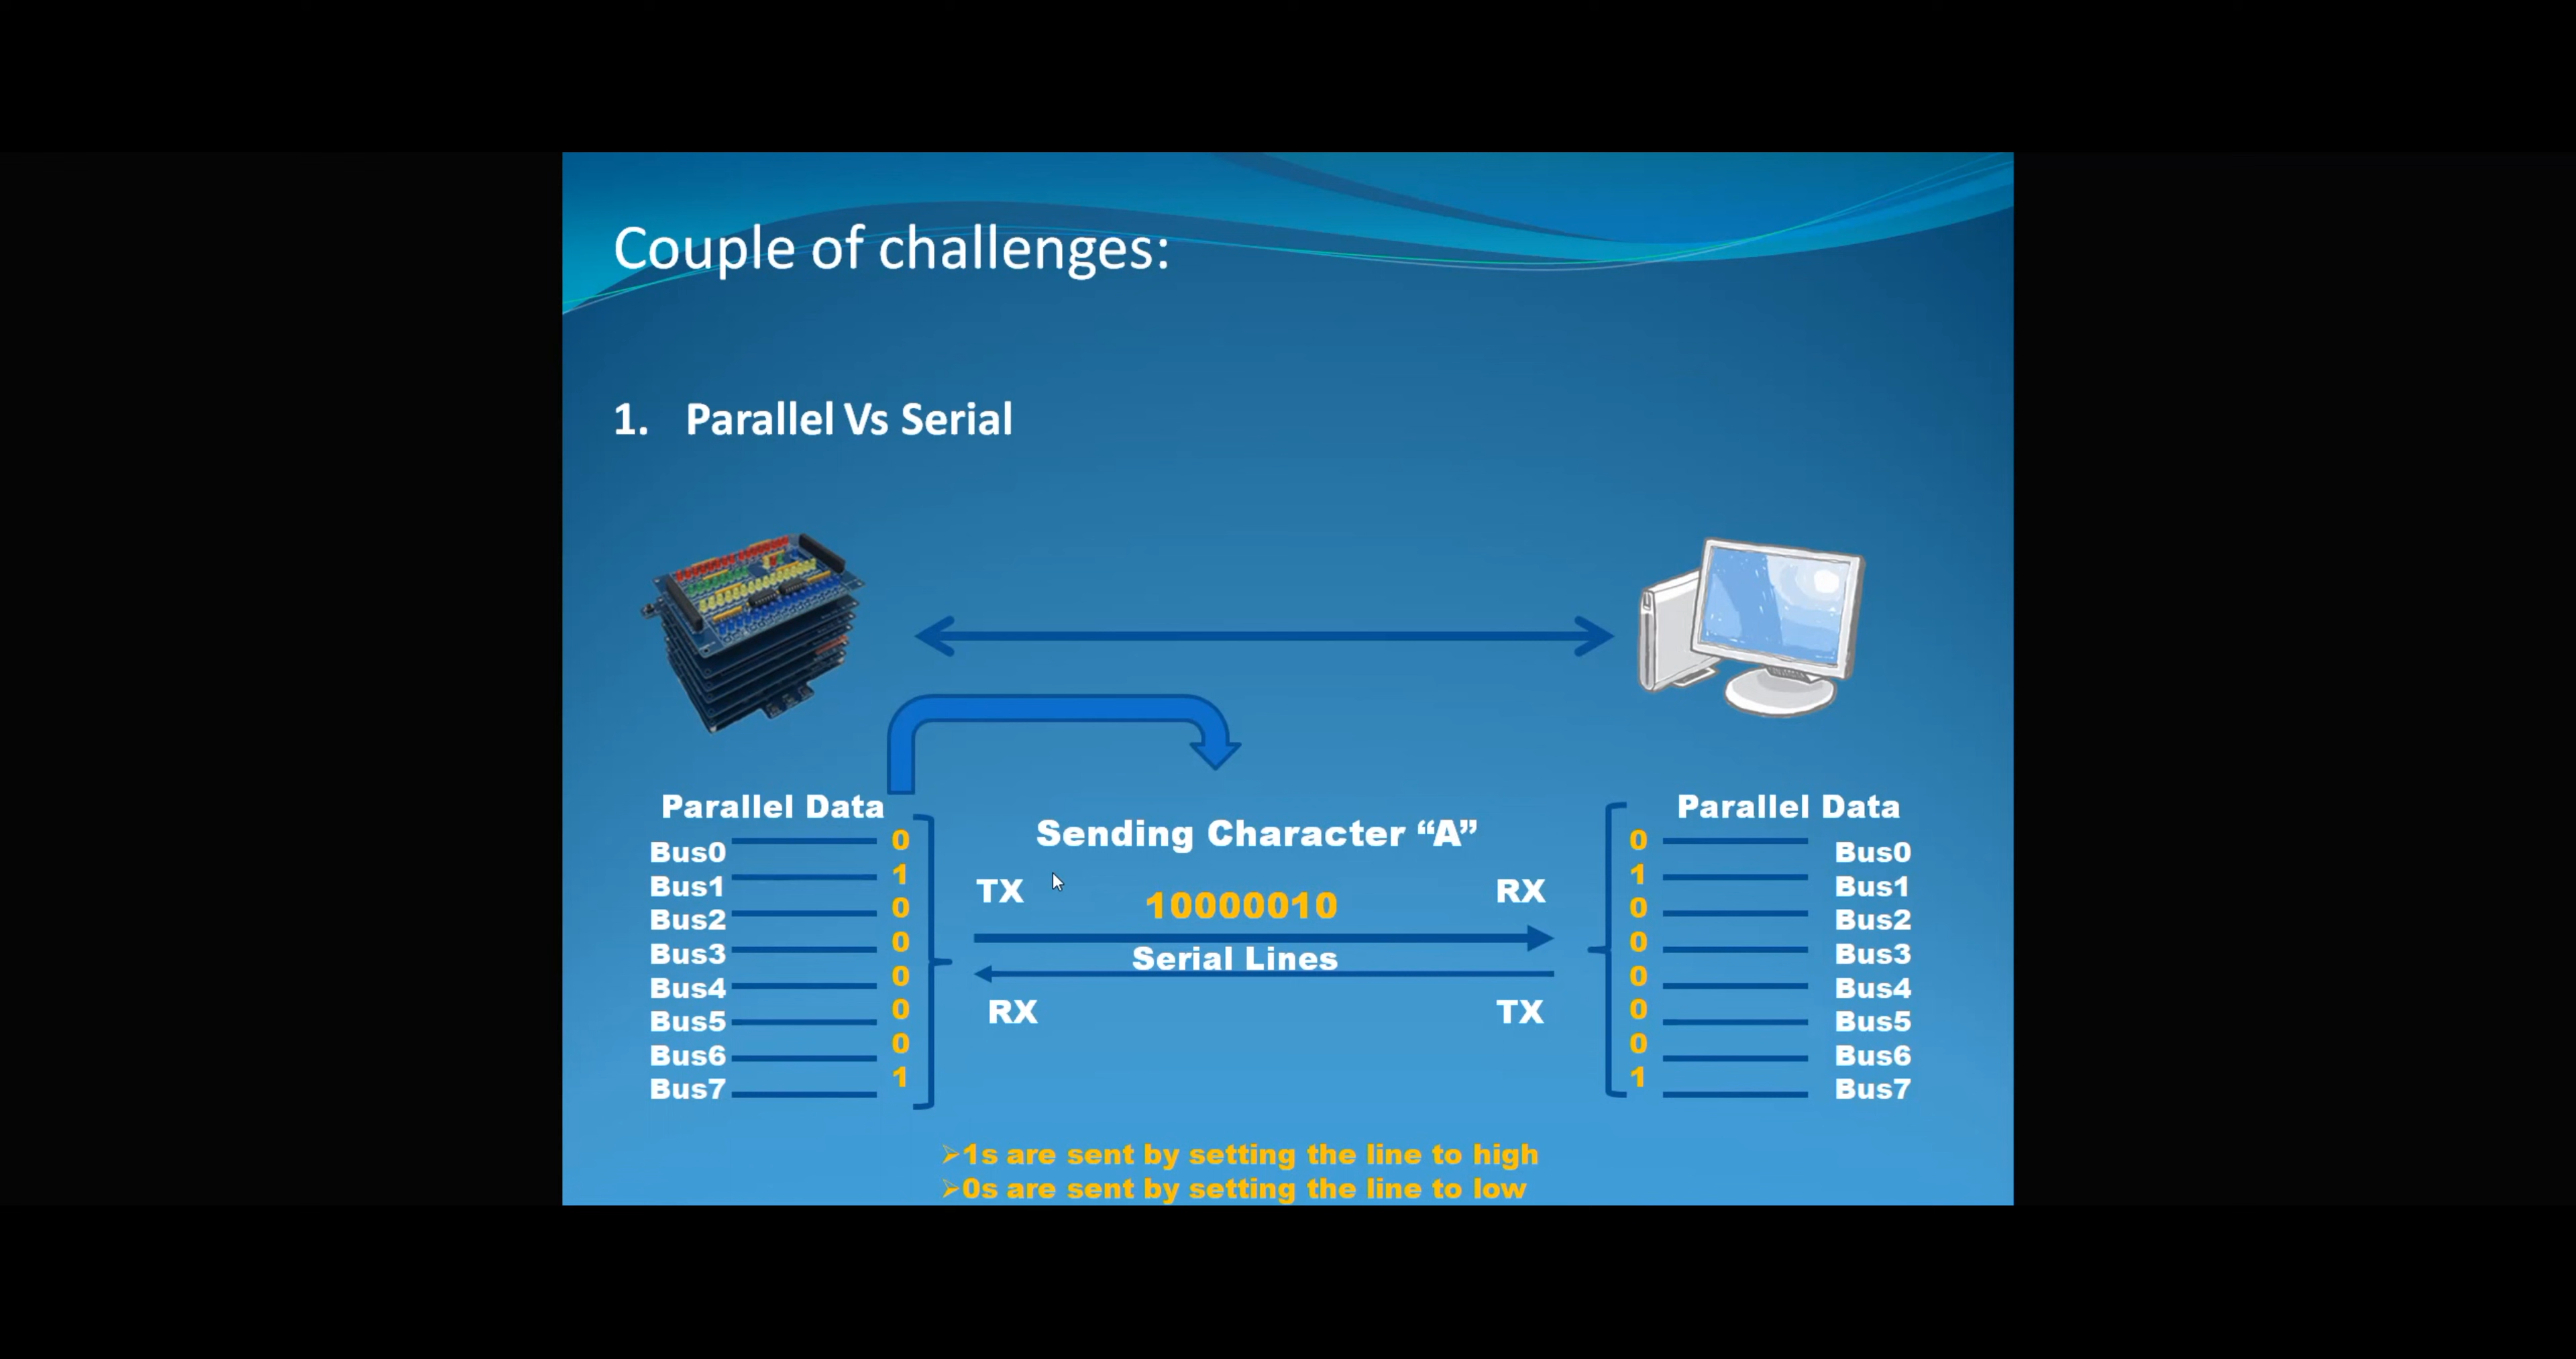 Couple of challenges:
1. Parallel Vs Serial
Parallel Data
Bus0 0
Bus1 1
Bus2 0
Bus3 0
Bus4 0
Bus5 0
Bus6 0
Bus7 1
Sending Character “A”
TX 10000010 RX
Serial Lines
RX TX
Parallel Data
0 Bus0
1 Bus1
0 Bus2
0 Bus3
0 Bus4
0 Bus5
0 Bus6
1 Bus7
➢1s are sent by setting the line to high
➢0s are sent by setting the line to low